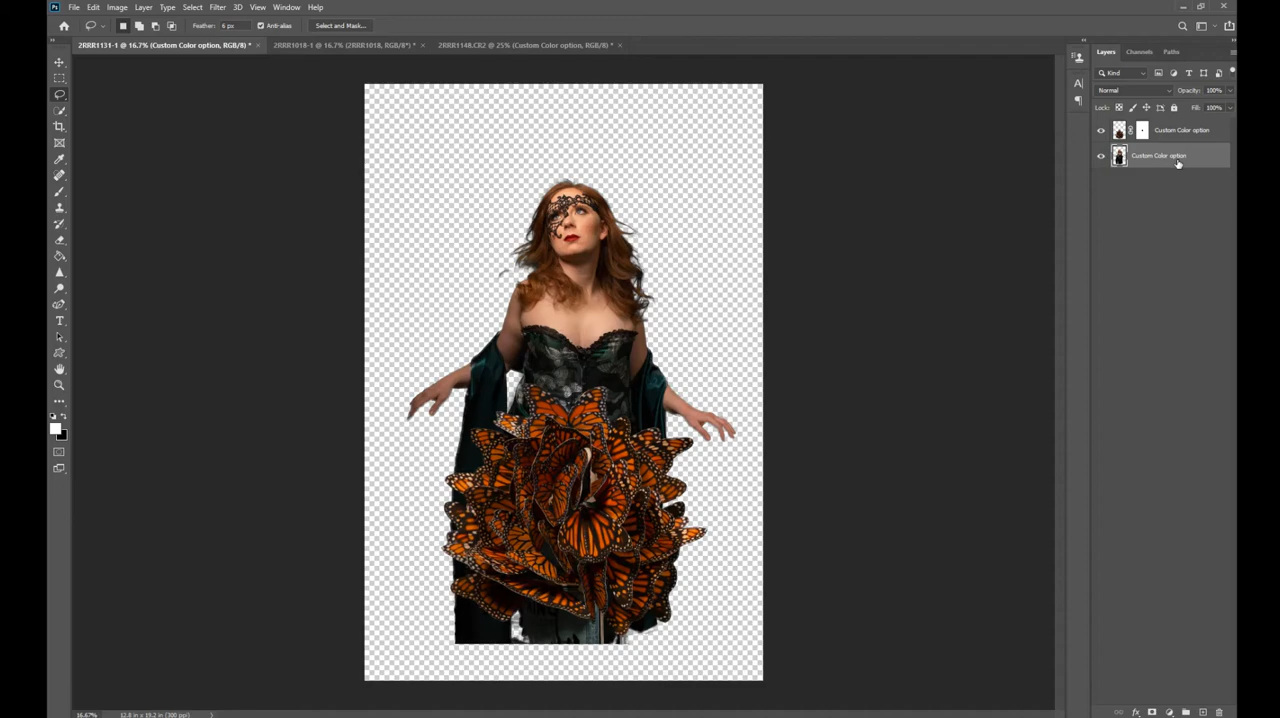 Ps File Edit Image Layer Type Select Filter 3D View Window Help
Feather: 6 px Anti-alias Select and Mask...
2RRR1131-1 @ 16.7% (Custom Color option, RGB/8) * × 2RRR1018-1 @ 16.7% (2RRR1018, RGB/8*) * × 2RRR1148.CR2 @ 25% (Custom Color option, RGB/8) * ×
Layers Channels Paths
Kind
Normal Opacity: 100%
Lock: Fill: 100%
Custom Color option
Custom Color option
16.67% 12.8 in x 19.2 in (300 ppi)